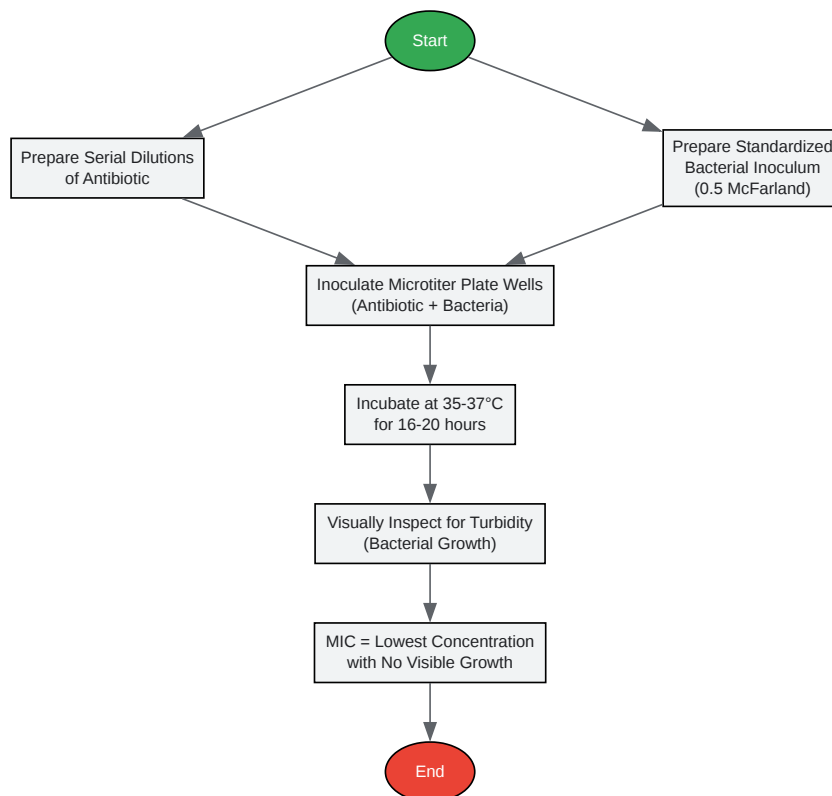 Start
Prepare Serial Dilutions
of Antibiotic
Prepare Standardized
Bacterial Inoculum
(0.5 McFarland)
Inoculate Microtiter Plate Wells
(Antibiotic + Bacteria)
Incubate at 35-37°C
for 16-20 hours
Visually Inspect for Turbidity
(Bacterial Growth)
MIC = Lowest Concentration
with No Visible Growth
End